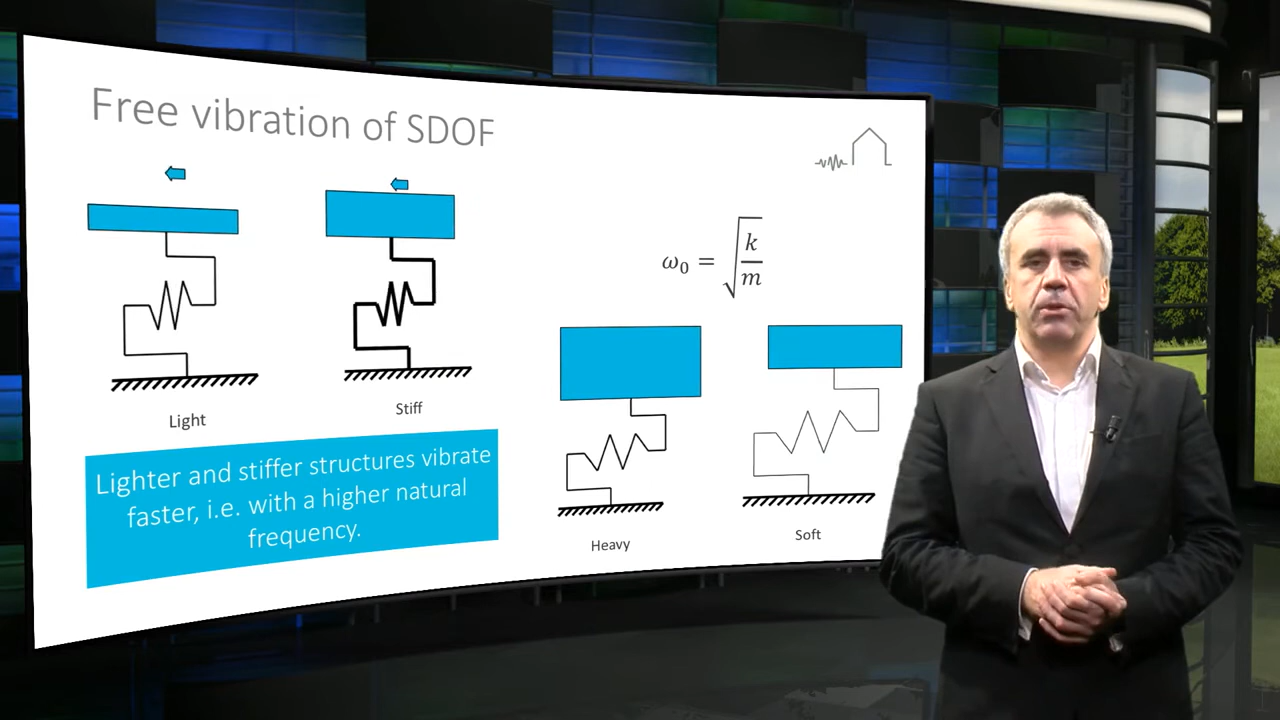 Free vibration of SDOF
ω₀ = √(k/m)
Light
Stiff
Heavy
Soft
Lighter and stiffer structures vibrate
faster, i.e. with a higher natural
frequency.